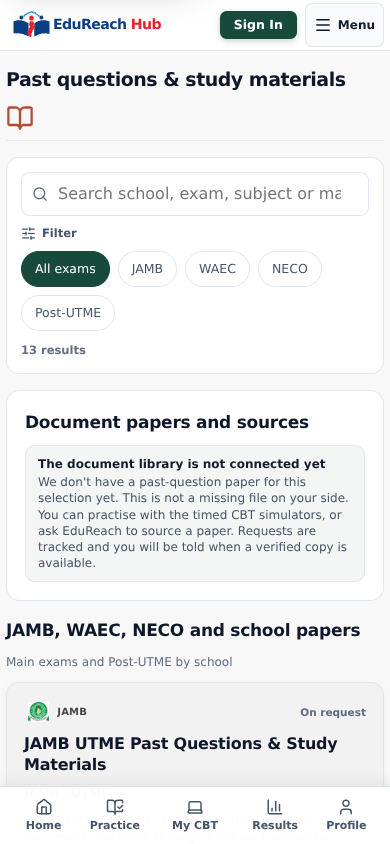 EduReach Hub
Sign In
Menu
Past questions & study materials
Search school, exam, subject or ma
Filter
All exams
JAMB
WAEC
NECO
Post-UTME
13 results
Document papers and sources
The document library is not connected yet
We don't have a past-question paper for this
selection yet. This is not a missing file on your side.
You can practise with the timed CBT simulators, or
ask EduReach to source a paper. Requests are
tracked and you will be told when a verified copy is
available.
JAMB, WAEC, NECO and school papers
Main exams and Post-UTME by school
JAMB
On request
JAMB UTME Past Questions & Study
Materials
Home
Practice
My CBT
Results
Profile